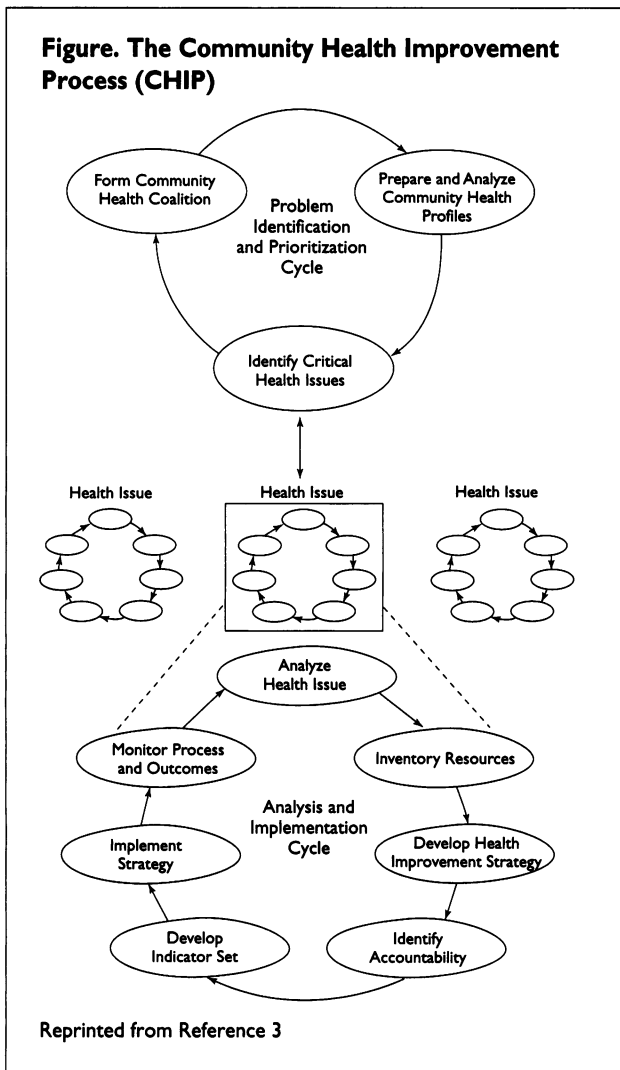 Figure. The Community Health Improvement
Process (CHIP)
Form Community
Health Coalition
Prepare and Analyze
Community Health
Profiles
Problem
Identification
and Prioritization
Cycle
Identify Critical
Health Issues
Health Issue
Health Issue
Health Issue
Analyze
Health Issue
Monitor Process
and Outcomes
Inventory Resources
Analysis and
Implementation
Cycle
Implement
Strategy
Develop Health
Improvement Strategy
Develop
Indicator Set
Identify
Accountability
Reprinted from Reference 3